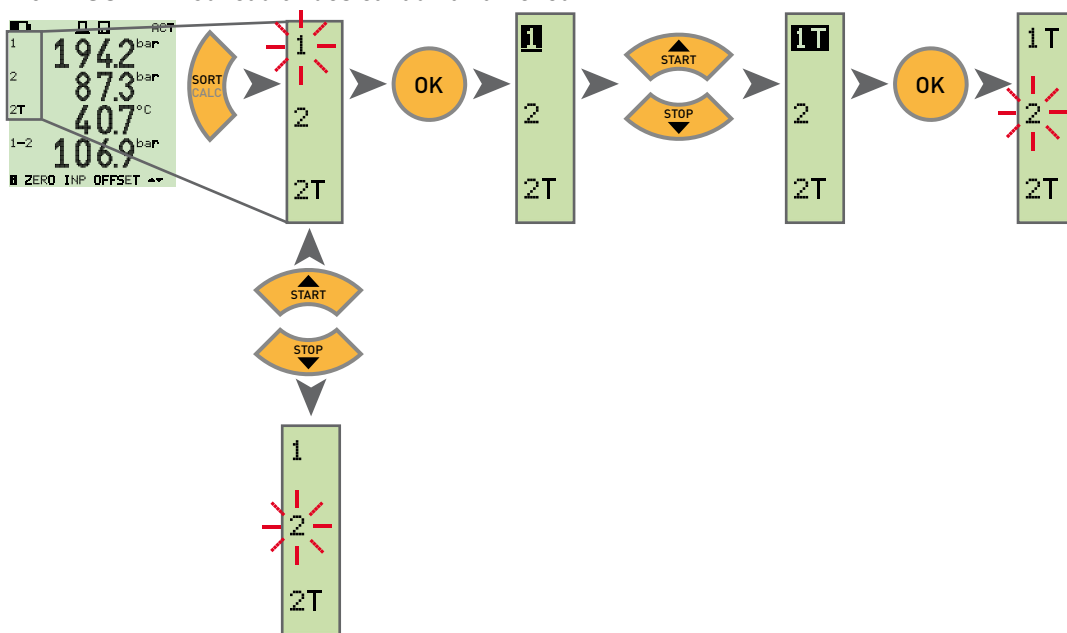 ACT
1 194.2 bar
2 87.3 bar
2T 40.7 °C
1-2 106.9 bar
ZERO INP OFFSET ▲▼
SORT
CALC
1
2
2T
OK
1
2
2T
START
STOP
1T
2
2T
OK
1T
2
2T
START
STOP
1
2
2T